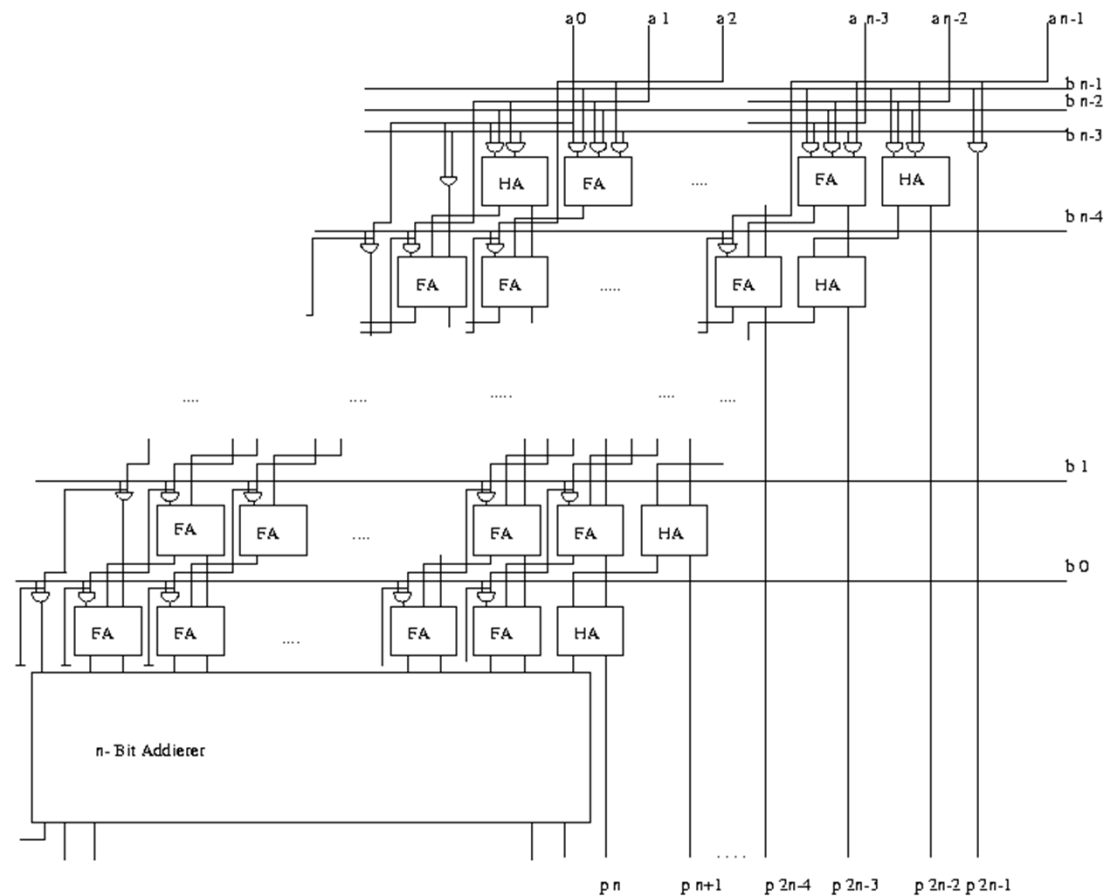 a 0 a 1 a 2 a n-3 a n-2 a n-1
b n-1
b n-2
b n-3
HA FA .... FA HA
b n-4
FA FA ..... FA HA
.... .... ..... .... ....
b 1
FA FA .... FA FA HA
b 0
FA FA .... FA FA HA
n- Bit Addierer
....
p n p n+1 p 2n-4 p 2n-3 p 2n-2 p 2n-1